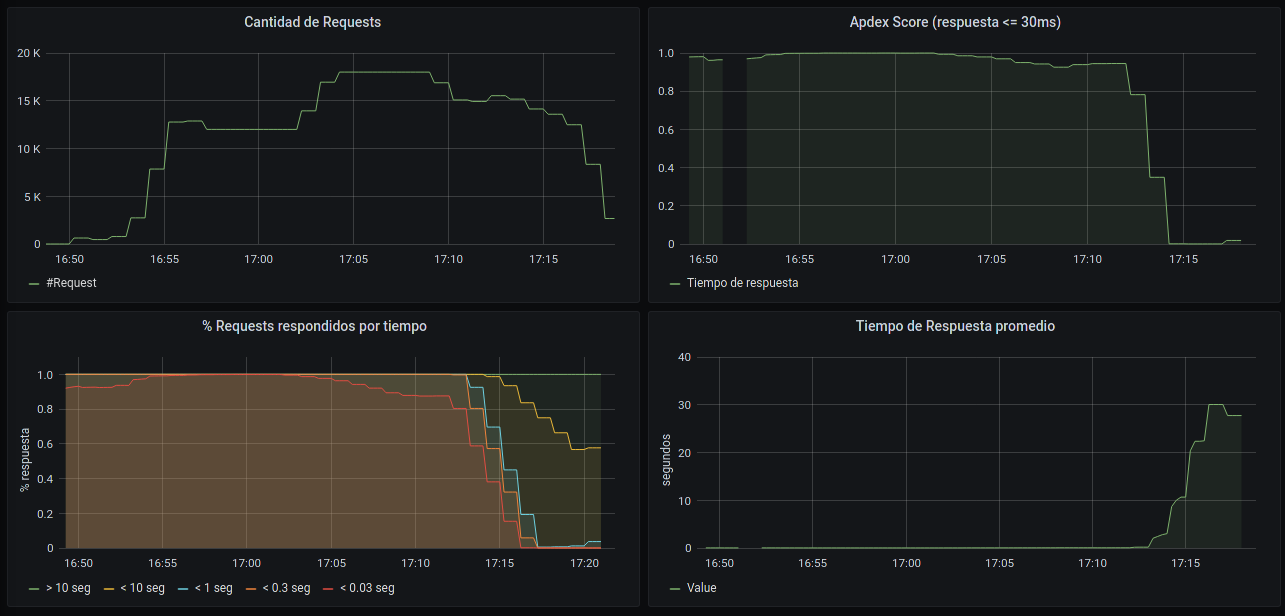 Cantidad de Requests
20 K
15 K
10 K
5 K
0
16:50 16:55 17:00 17:05 17:10 17:15
#Request
Apdex Score (respuesta <= 30ms)
1.0
0.8
0.6
0.4
0.2
0
16:50 16:55 17:00 17:05 17:10 17:15
Tiempo de respuesta
% Requests respondidos por tiempo
% respuesta
1.0
0.8
0.6
0.4
0.2
0
16:50 16:55 17:00 17:05 17:10 17:15 17:20
> 10 seg < 10 seg < 1 seg < 0.3 seg < 0.03 seg
Tiempo de Respuesta promedio
segundos
40
30
20
10
0
16:50 16:55 17:00 17:05 17:10 17:15
Value